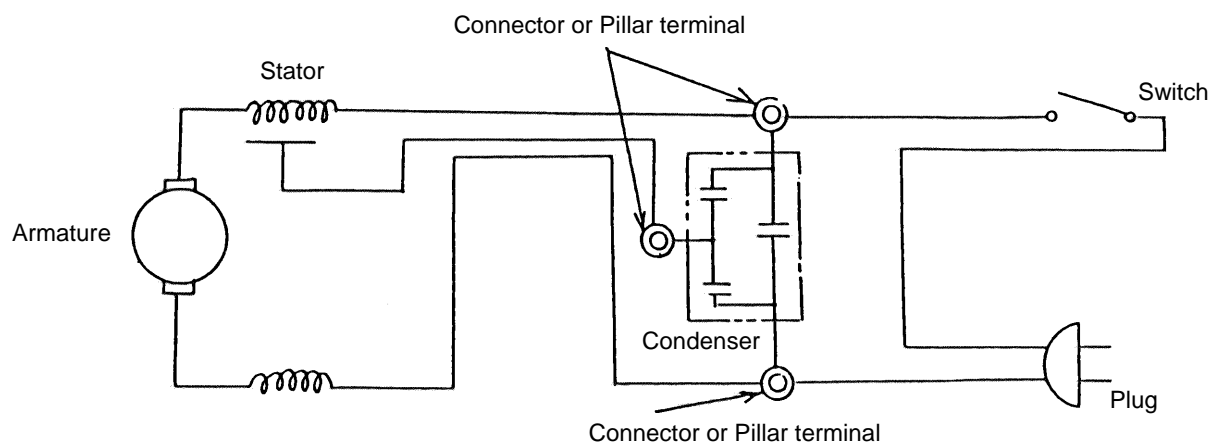 Connector or Pillar terminal
Stator
Switch
Armature
Condenser
Plug
Connector or Pillar terminal